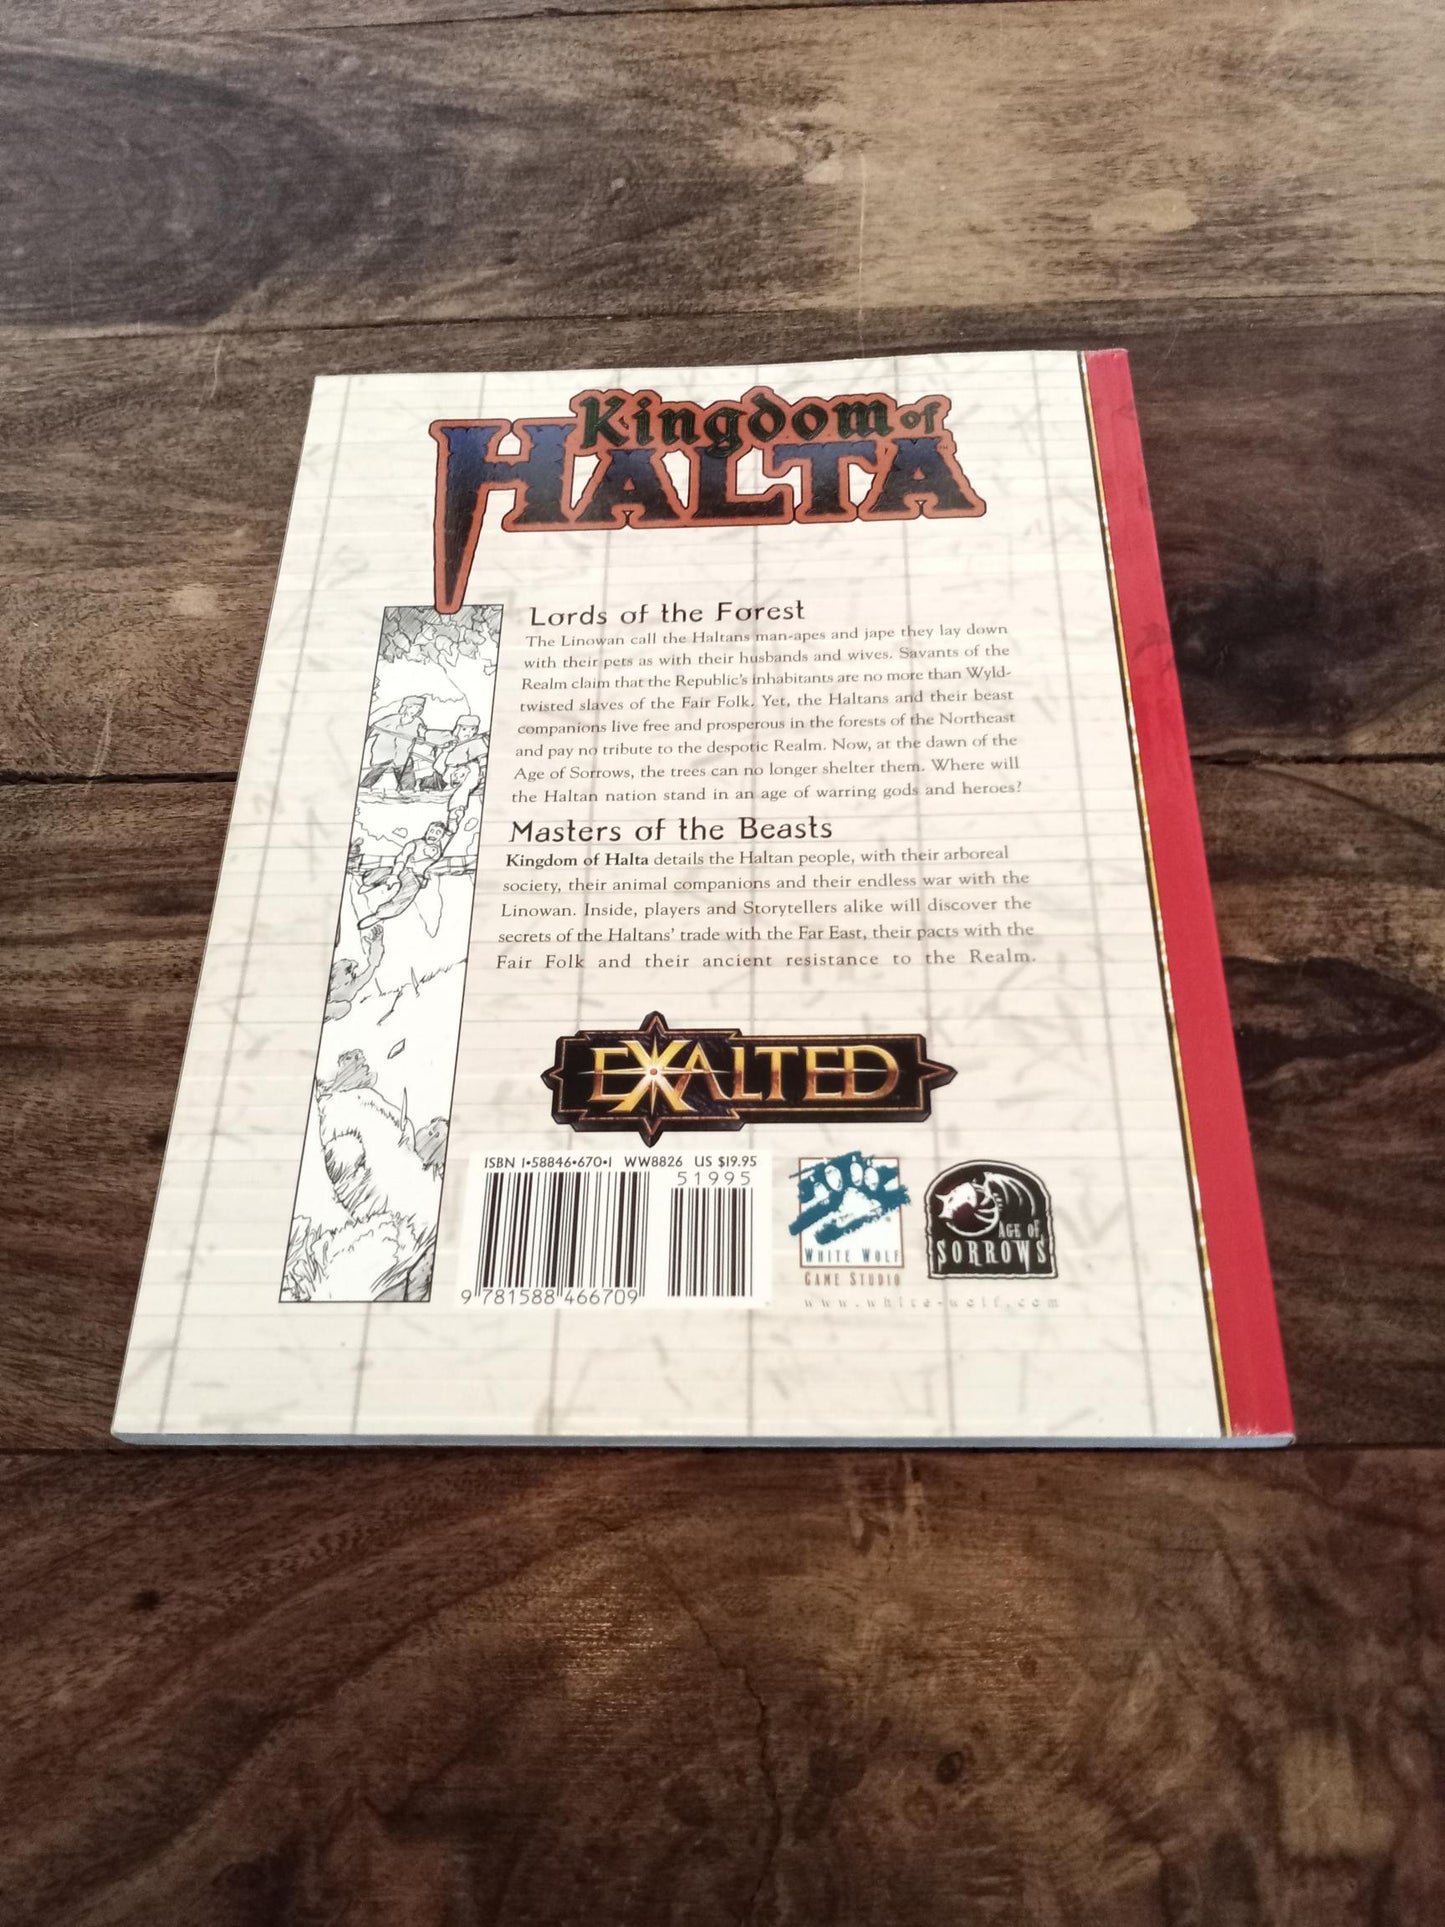 Kingdom of
HALTA
Lords of the Forest
The Linowan call the Haltans man-apes and jape they lay down
with their pets as with their husbands and wives. Savants of the
Realm claim that the Republic's inhabitants are no more than Wyld-
twisted slaves of the Fair Folk. Yet, the Haltans and their beast
companions live free and prosperous in the forests of the Northeast
and pay no tribute to the despotic Realm. Now, at the dawn of the
Age of Sorrows, the trees can no longer shelter them. Where will
the Haltan nation stand in an age of warring gods and heroes?
Masters of the Beasts
Kingdom of Halta details the Haltan people, with their arboreal
society, their animal companions and their endless war with the
Linowan. Inside, players and Storytellers alike will discover the
secrets of the Haltans' trade with the Far East, their pacts with the
Fair Folk and their ancient resistance to the Realm.
EXALTED
ISBN 1•58846•670•1 WW8826 US $19.95
51995
9 781588 466709
WHITE WOLF
GAME STUDIO
AGE OF
SORROWS
www.white-wolf.com